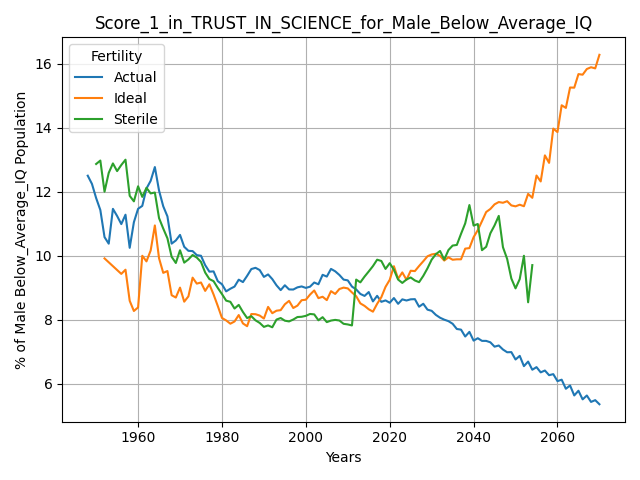 Score_1_in_TRUST_IN_SCIENCE_for_Male_Below_Average_IQ
Fertility
Actual
Ideal
Sterile
% of Male Below_Average_IQ Population
16
14
12
10
8
6
1960 1980 2000 2020 2040 2060
Years